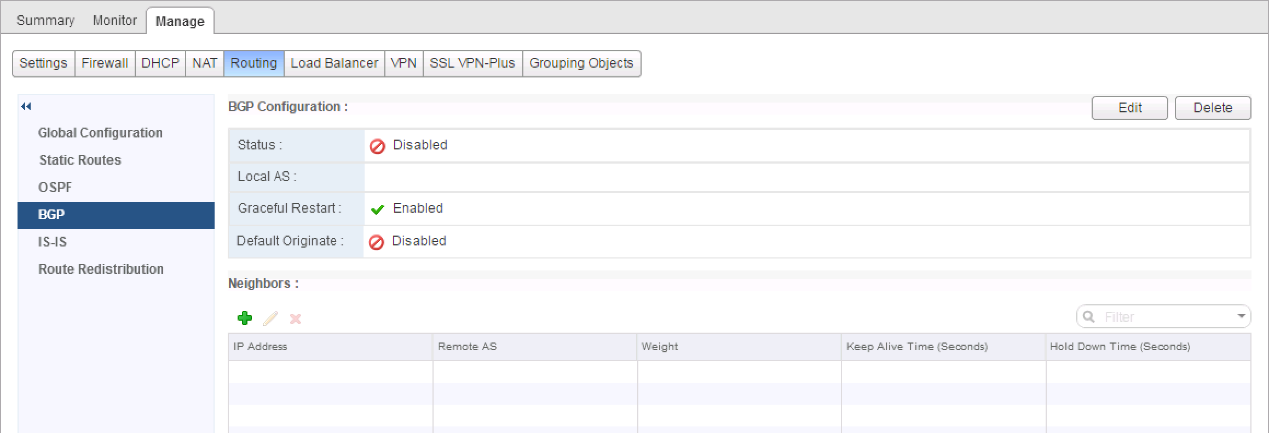 Summary Monitor Manage
Settings Firewall DHCP NAT Routing Load Balancer VPN SSL VPN-Plus Grouping Objects
Global Configuration
Static Routes
OSPF
BGP
IS-IS
Route Redistribution
BGP Configuration :
Edit Delete
Status : Disabled
Local AS :
Graceful Restart : Enabled
Default Originate : Disabled
Neighbors :
Filter
IP Address Remote AS Weight Keep Alive Time (Seconds) Hold Down Time (Seconds)